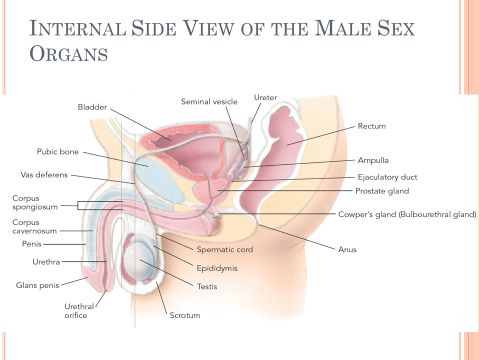 INTERNAL SIDE VIEW OF THE MALE SEX
ORGANS
Bladder
Seminal vesicle
Ureter
Rectum
Pubic bone
Ampulla
Vas deferens
Ejaculatory duct
Prostate gland
Corpus
spongiosum
Cowper's gland (Bulbourethral gland)
Corpus
cavernosum
Penis
Spermatic cord
Anus
Urethra
Epididymis
Glans penis
Testis
Urethral
orifice
Scrotum